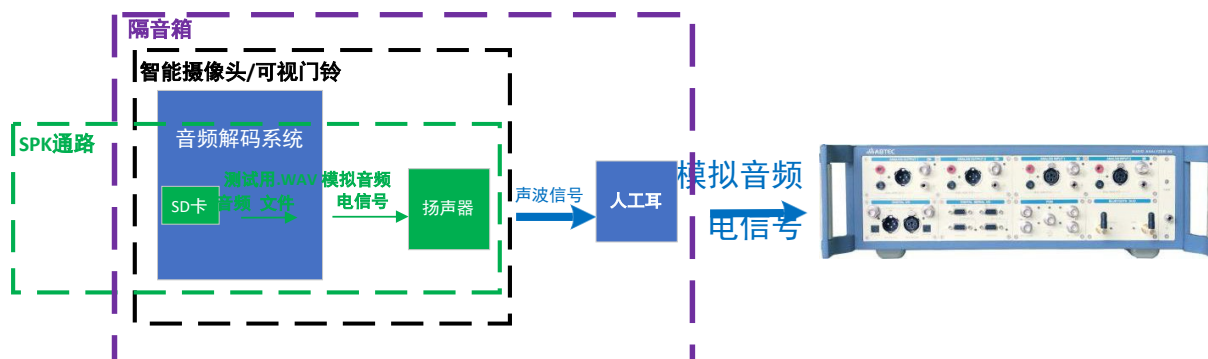 隔音箱
智能摄像头/可视门铃
SPK通路
音频解码系统
SD卡
测试用.WAV
音频 文件
模拟音频
电信号
扬声器
声波信号
人工耳
模拟音频
电信号
ABTEC